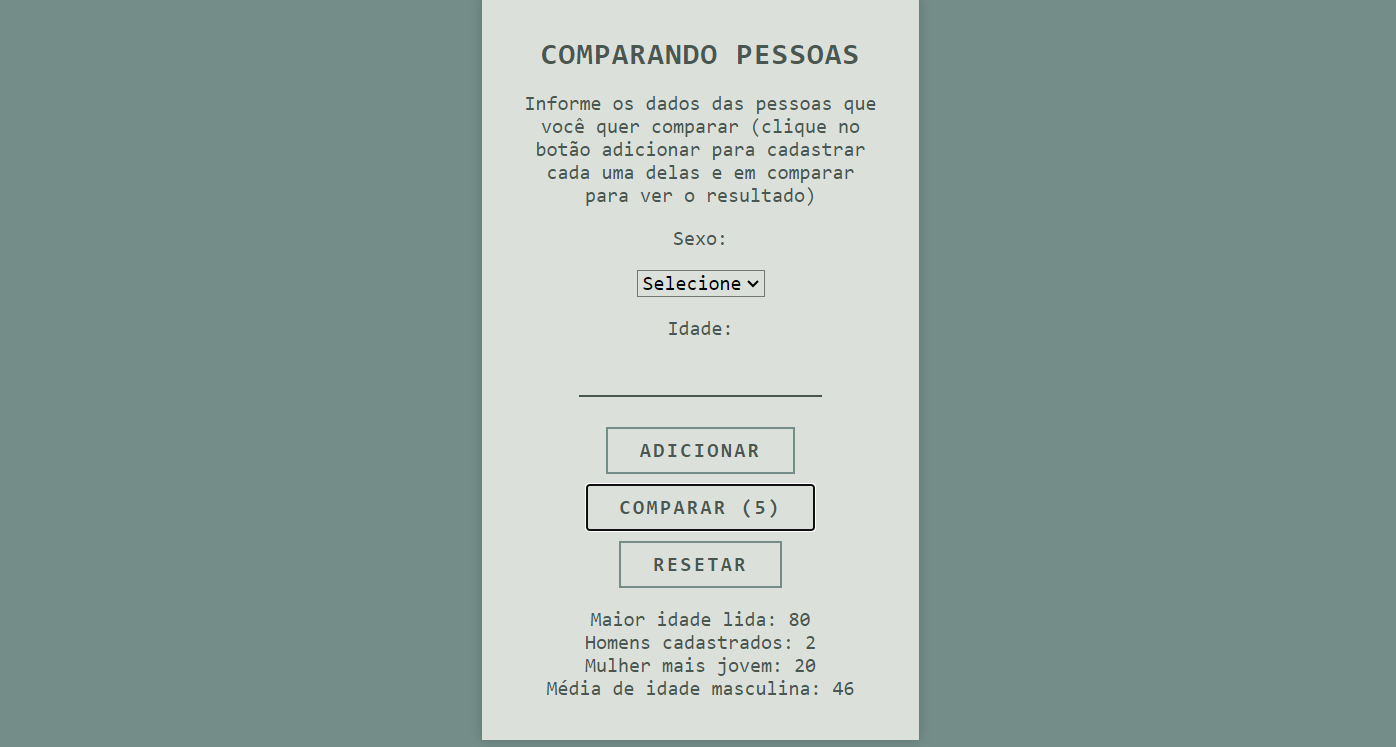 COMPARANDO PESSOAS
Informe os dados das pessoas que
você quer comparar (clique no
botão adicionar para cadastrar
cada uma delas e em comparar
para ver o resultado)
Sexo:
Selecione
Idade:
ADICIONAR
COMPARAR (5)
RESETAR
Maior idade lida: 80
Homens cadastrados: 2
Mulher mais jovem: 20
Média de idade masculina: 46